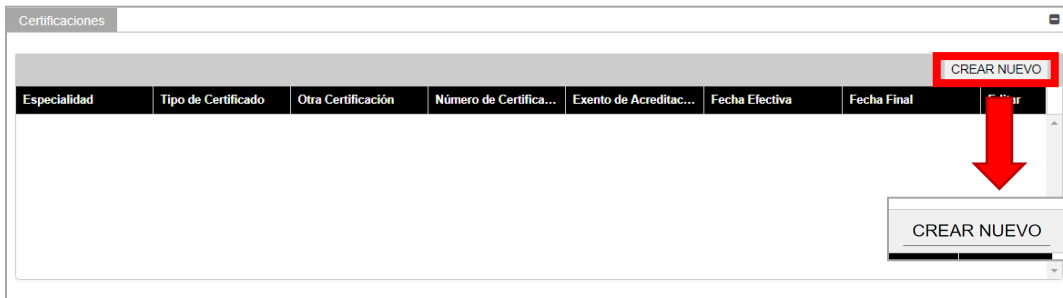 Certificaciones
CREAR NUEVO
Especialidad Tipo de Certificado Otra Certificación Número de Certifica... Exento de Acreditac... Fecha Efectiva Fecha Final Editar
CREAR NUEVO